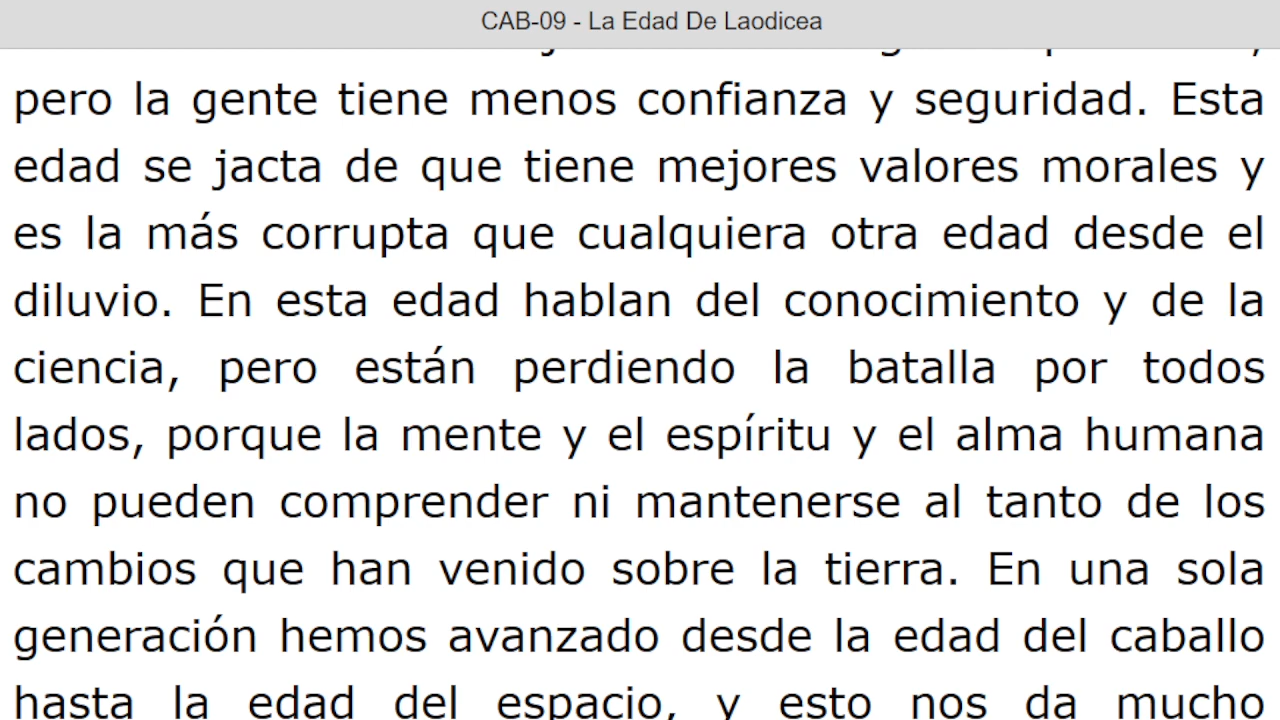 CAB-09 - La Edad De Laodicea
pero la gente tiene menos confianza y seguridad. Esta
edad se jacta de que tiene mejores valores morales y
es la más corrupta que cualquiera otra edad desde el
diluvio. En esta edad hablan del conocimiento y de la
ciencia, pero están perdiendo la batalla por todos
lados, porque la mente y el espíritu y el alma humana
no pueden comprender ni mantenerse al tanto de los
cambios que han venido sobre la tierra. En una sola
generación hemos avanzado desde la edad del caballo
hasta la edad del espacio, y esto nos da mucho